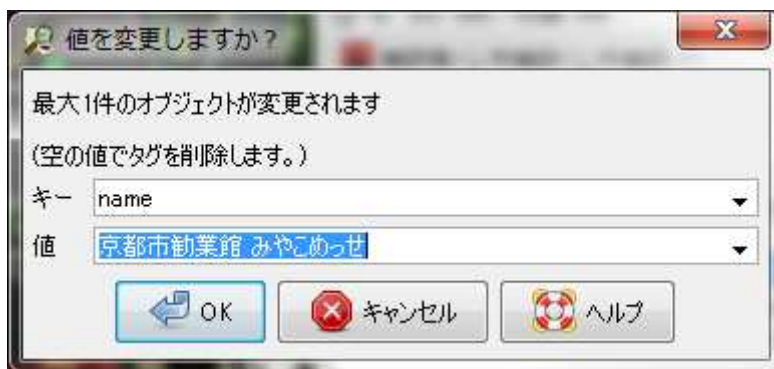 値を変更しますか？
最大1件のオブジェクトが変更されます
(空の値でタグを削除します。)
キー name
値 京都市勧業館 みやこめっせ
OK キャンセル ヘルプ